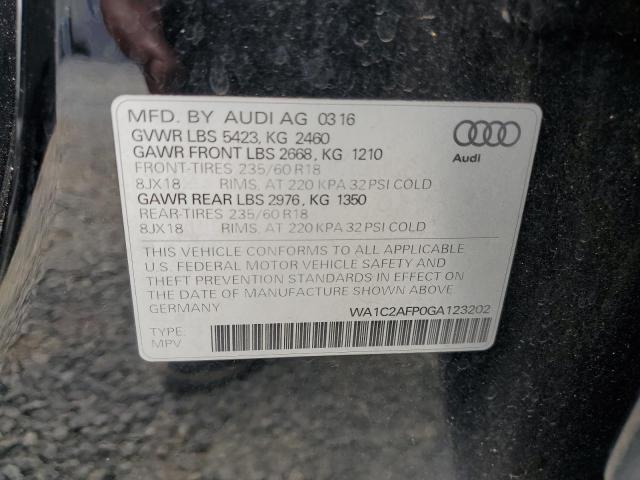 MFD. BY AUDI AG 0316
GVWR LBS 5423, KG 2460
GAWR FRONT LBS 2668, KG 1210
FRONT-TIRES 235/60 R18
8JX18 RIMS, AT 220 KPA 32 PSI COLD
GAWR REAR LBS 2976, KG 1350
REAR-TIRES 235/60 R18
8JX18 RIMS, AT 220 KPA 32 PSI COLD
Audi
THIS VEHICLE CONFORMS TO ALL APPLICABLE
U.S. FEDERAL MOTOR VEHICLE SAFETY AND
THEFT PREVENTION STANDARDS IN EFFECT ON
THE DATE OF MANUFACTURE SHOWN ABOVE
GERMANY
WA1C2AFP0GA123202
TYPE:
MPV